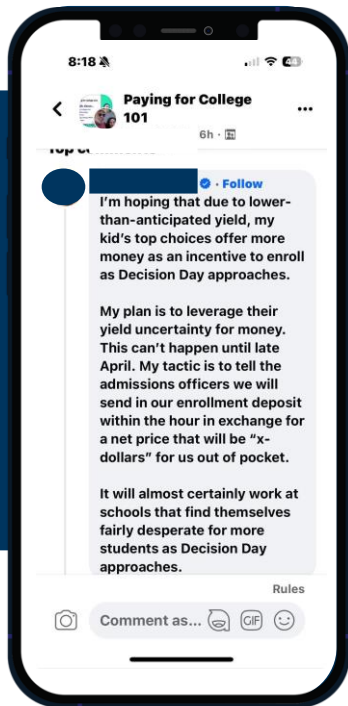 8:18
44
Paying for College
101
6h ·
Follow
I'm hoping that due to lower-
than-anticipated yield, my
kid's top choices offer more
money as an incentive to enroll
as Decision Day approaches.
My plan is to leverage their
yield uncertainty for money.
This can't happen until late
April. My tactic is to tell the
admissions officers we will
send in our enrollment deposit
within the hour in exchange for
a net price that will be “x-
dollars” for us out of pocket.
It will almost certainly work at
schools that find themselves
fairly desperate for more
students as Decision Day
approaches.
Rules
Comment as...
GIF